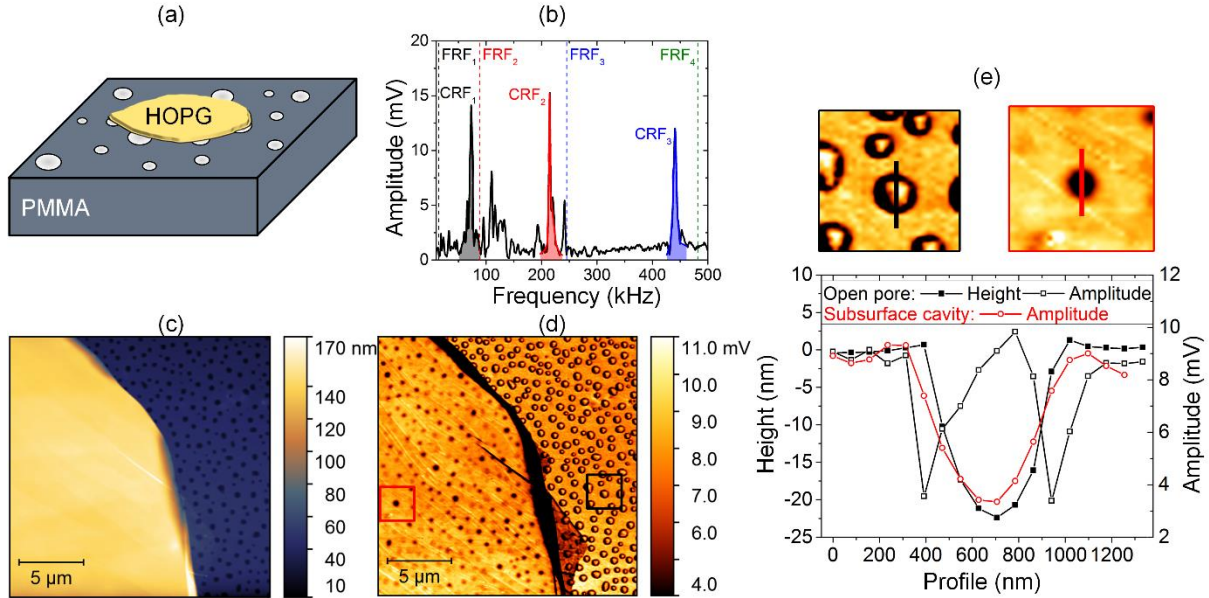 (a)
HOPG
PMMA
(b)
20
15
10
5
0
Amplitude (mV)
FRF1 FRF2 FRF3 FRF4
CRF1
CRF2
CRF3
100 200 300 400 500
Frequency (kHz)
(c)
5 µm
170 nm
140
120
100
80
60
40
10
(d)
5 µm
11.0 mV
10.0
9.0
8.0
7.0
6.0
4.0
(e)
10
5
0
-5
-10
-15
-20
-25
Height (nm)
Open pore: Height Amplitude
Subsurface cavity: Amplitude
12
10
8
6
4
2
Amplitude (mV)
0 200 400 600 800 1000 1200
Profile (nm)